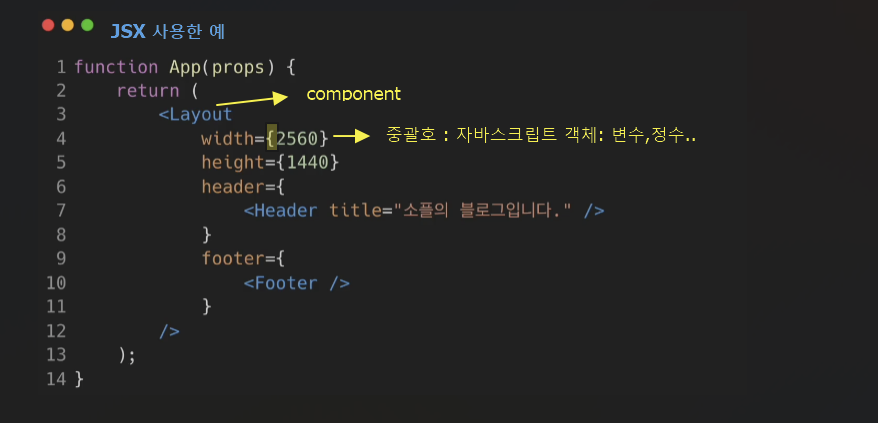 JSX 사용한 예
1 function App(props) {
2 return (
component
3 <Layout
4 width={2560} 중괄호 : 자바스크립트 객체: 변수,정수..
5 height={1440}
6 header={
7 <Header title="소플의 블로그입니다." />
8 }
9 footer={
10 <Footer />
11 }
12 />
13 );
14 }